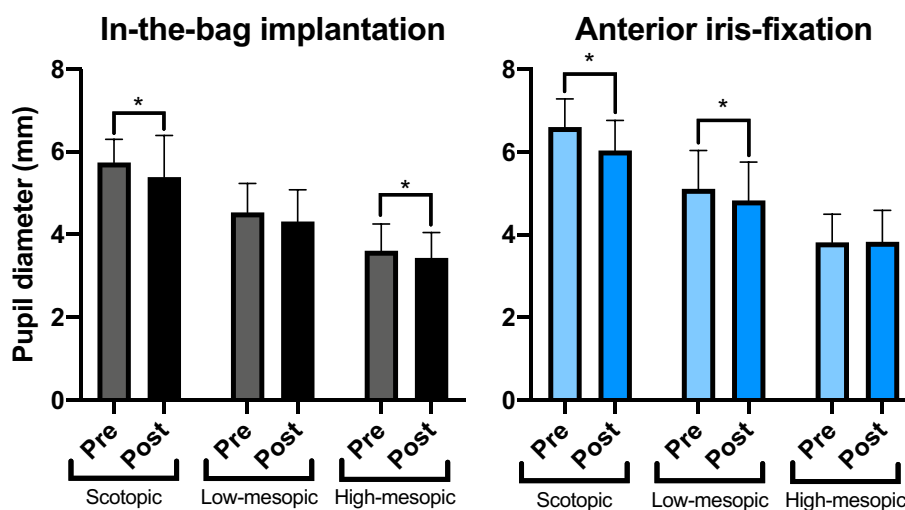 In-the-bag implantation
Pupil diameter (mm)
8
6
4
2
0
*
*
Pre
Post
Pre
Post
Pre
Post
Scotopic
Low-mesopic
High-mesopic
Anterior iris-fixation
8
6
4
2
0
*
*
Pre
Post
Pre
Post
Pre
Post
Scotopic
Low-mesopic
High-mesopic